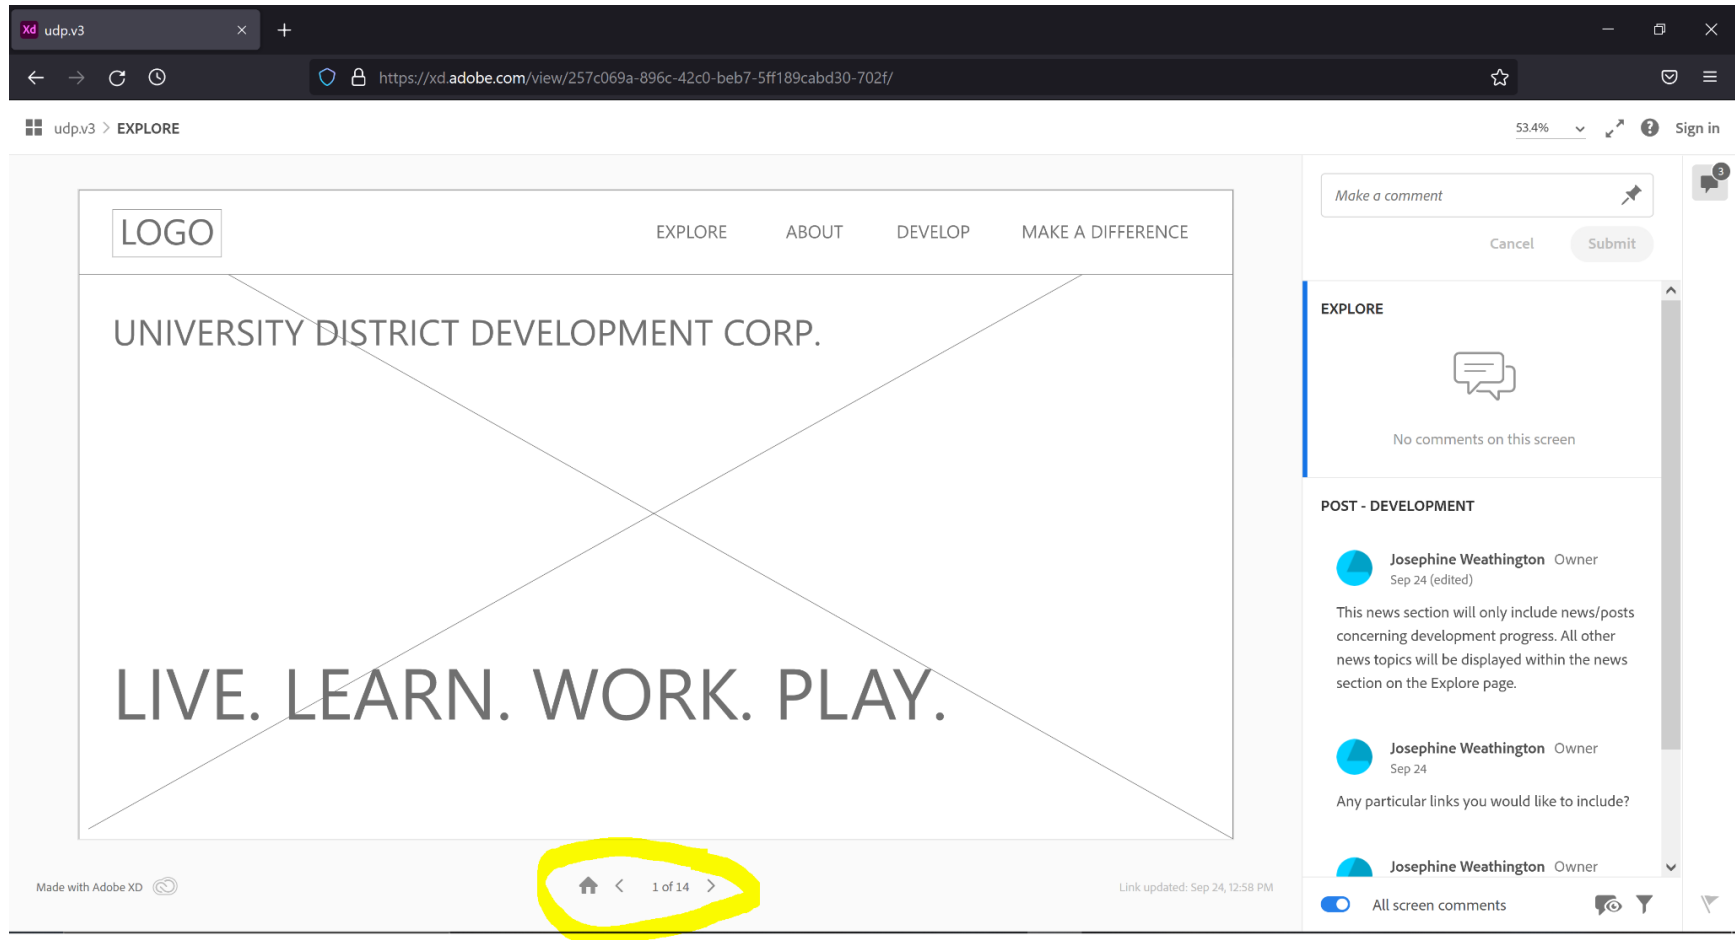 Xd udp.v3
https://xd.adobe.com/view/257c069a-896c-42c0-beb7-5ff189cabd30-702f/
udp.v3 > EXPLORE
53.4%
Sign in
LOGO
EXPLORE ABOUT DEVELOP MAKE A DIFFERENCE
UNIVERSITY DISTRICT DEVELOPMENT CORP.
LIVE. LEARN. WORK. PLAY.
Made with Adobe XD
1 of 14
Link updated: Sep 24, 12:58 PM
Make a comment
3
Cancel Submit
EXPLORE
No comments on this screen
POST - DEVELOPMENT
Josephine Weathington Owner
Sep 24 (edited)
This news section will only include news/posts
concerning development progress. All other
news topics will be displayed within the news
section on the Explore page.
Josephine Weathington Owner
Sep 24
Any particular links you would like to include?
Josephine Weathington Owner
All screen comments